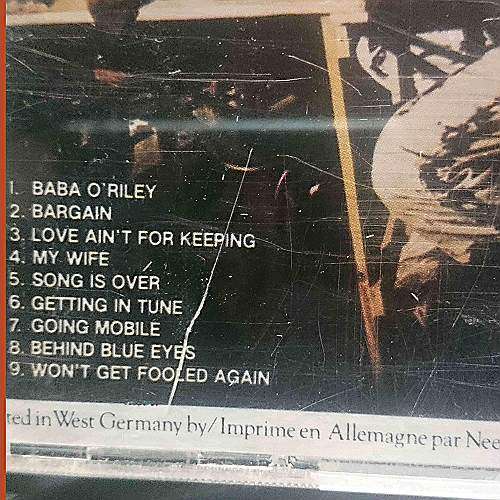 1. BABA O'RILEY
2. BARGAIN
3. LOVE AIN'T FOR KEEPING
4. MY WIFE
5. SONG IS OVER
6. GETTING IN TUNE
7. GOING MOBILE
8. BEHIND BLUE EYES
9. WON'T GET FOOLED AGAIN
ted in West Germany by/Imprime en Allemagne par Nee